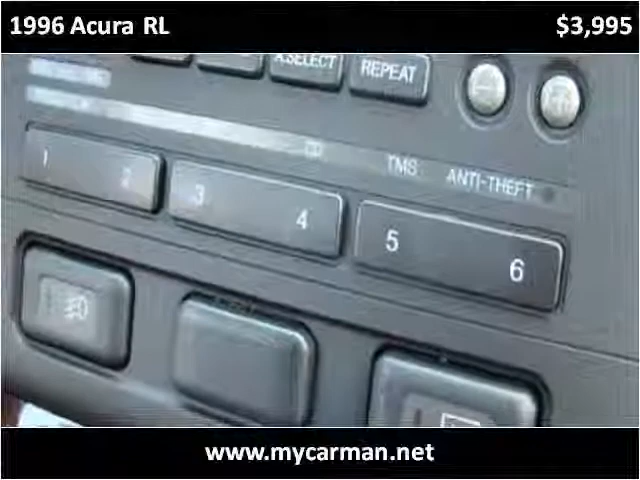 1996 Acura RL $3,995
A.SELECT REPEAT
TMS ANTI-THEFT
1 2 3 4 5 6
www.mycarman.net